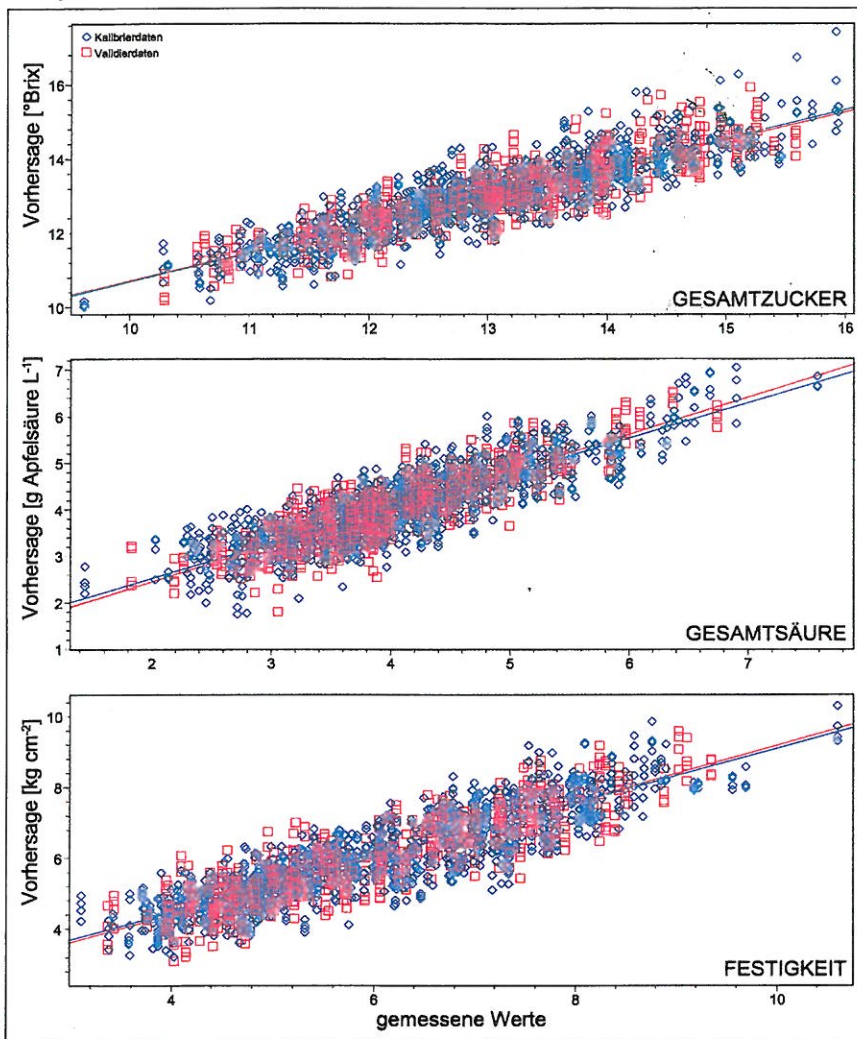 Kalibrierdaten
Validierdaten
Vorhersage [°Brix]
16
14
12
10
GESAMTZUCKER
10 11 12 13 14 15 16
Vorhersage [g Apfelsäure L⁻¹]
7
6
5
4
3
2
1
GESAMTSÄURE
2 3 4 5 6 7
Vorhersage [kg cm⁻²]
10
8
6
4
FESTIGKEIT
4 6 8 10
gemessene Werte